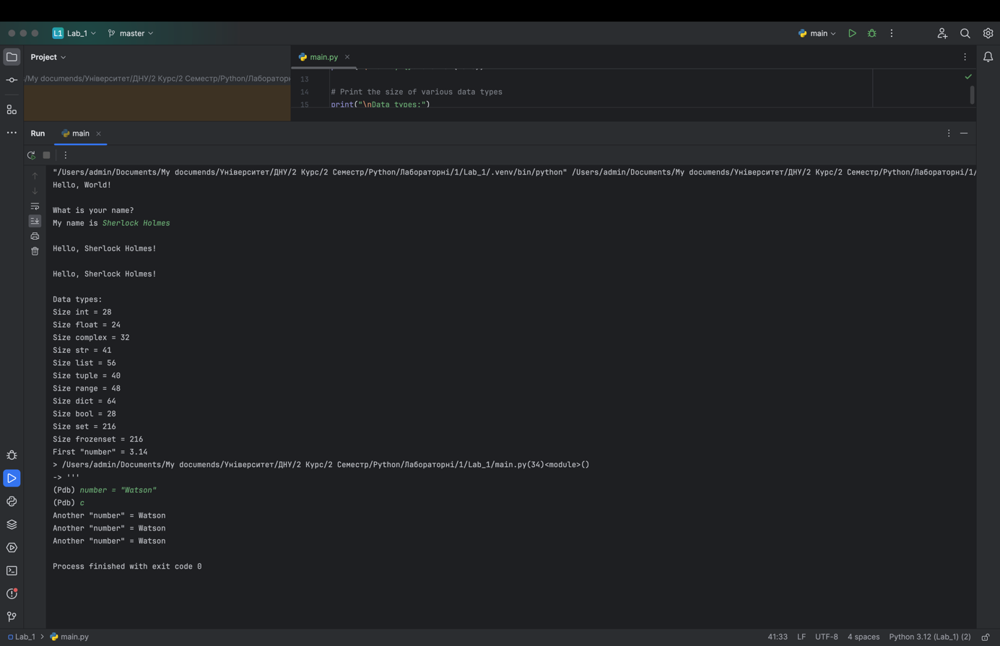 L1 Lab_1 master main
Project main.py
/My documends/Університет/ДНУ/2 Курс/2 Семестр/Python/Лабораторн
13
14 # Print the size of various data types
15 print("\nData types:")
Run main
"/Users/admin/Documents/My documends/Університет/ДНУ/2 Курс/2 Семестр/Python/Лабораторні/1/Lab_1/.venv/bin/python" /Users/admin/Documents/My documends/Університет/ДНУ/2 Курс/2 Семестр/Python/Лабораторні/1/
Hello, World!
What is your name?
My name is Sherlock Holmes
Hello, Sherlock Holmes!
Hello, Sherlock Holmes!
Data types:
Size int = 28
Size float = 24
Size complex = 32
Size str = 41
Size list = 56
Size tuple = 40
Size range = 48
Size dict = 64
Size bool = 28
Size set = 216
Size frozenset = 216
First "number" = 3.14
> /Users/admin/Documents/My documends/Університет/ДНУ/2 Курс/2 Семестр/Python/Лабораторні/1/Lab_1/main.py(34)<module>()
-> '''
(Pdb) number = "Watson"
(Pdb) c
Another "number" = Watson
Another "number" = Watson
Another "number" = Watson
Process finished with exit code 0
Lab_1 > main.py 41:33 LF UTF-8 4 spaces Python 3.12 (Lab_1) (2)